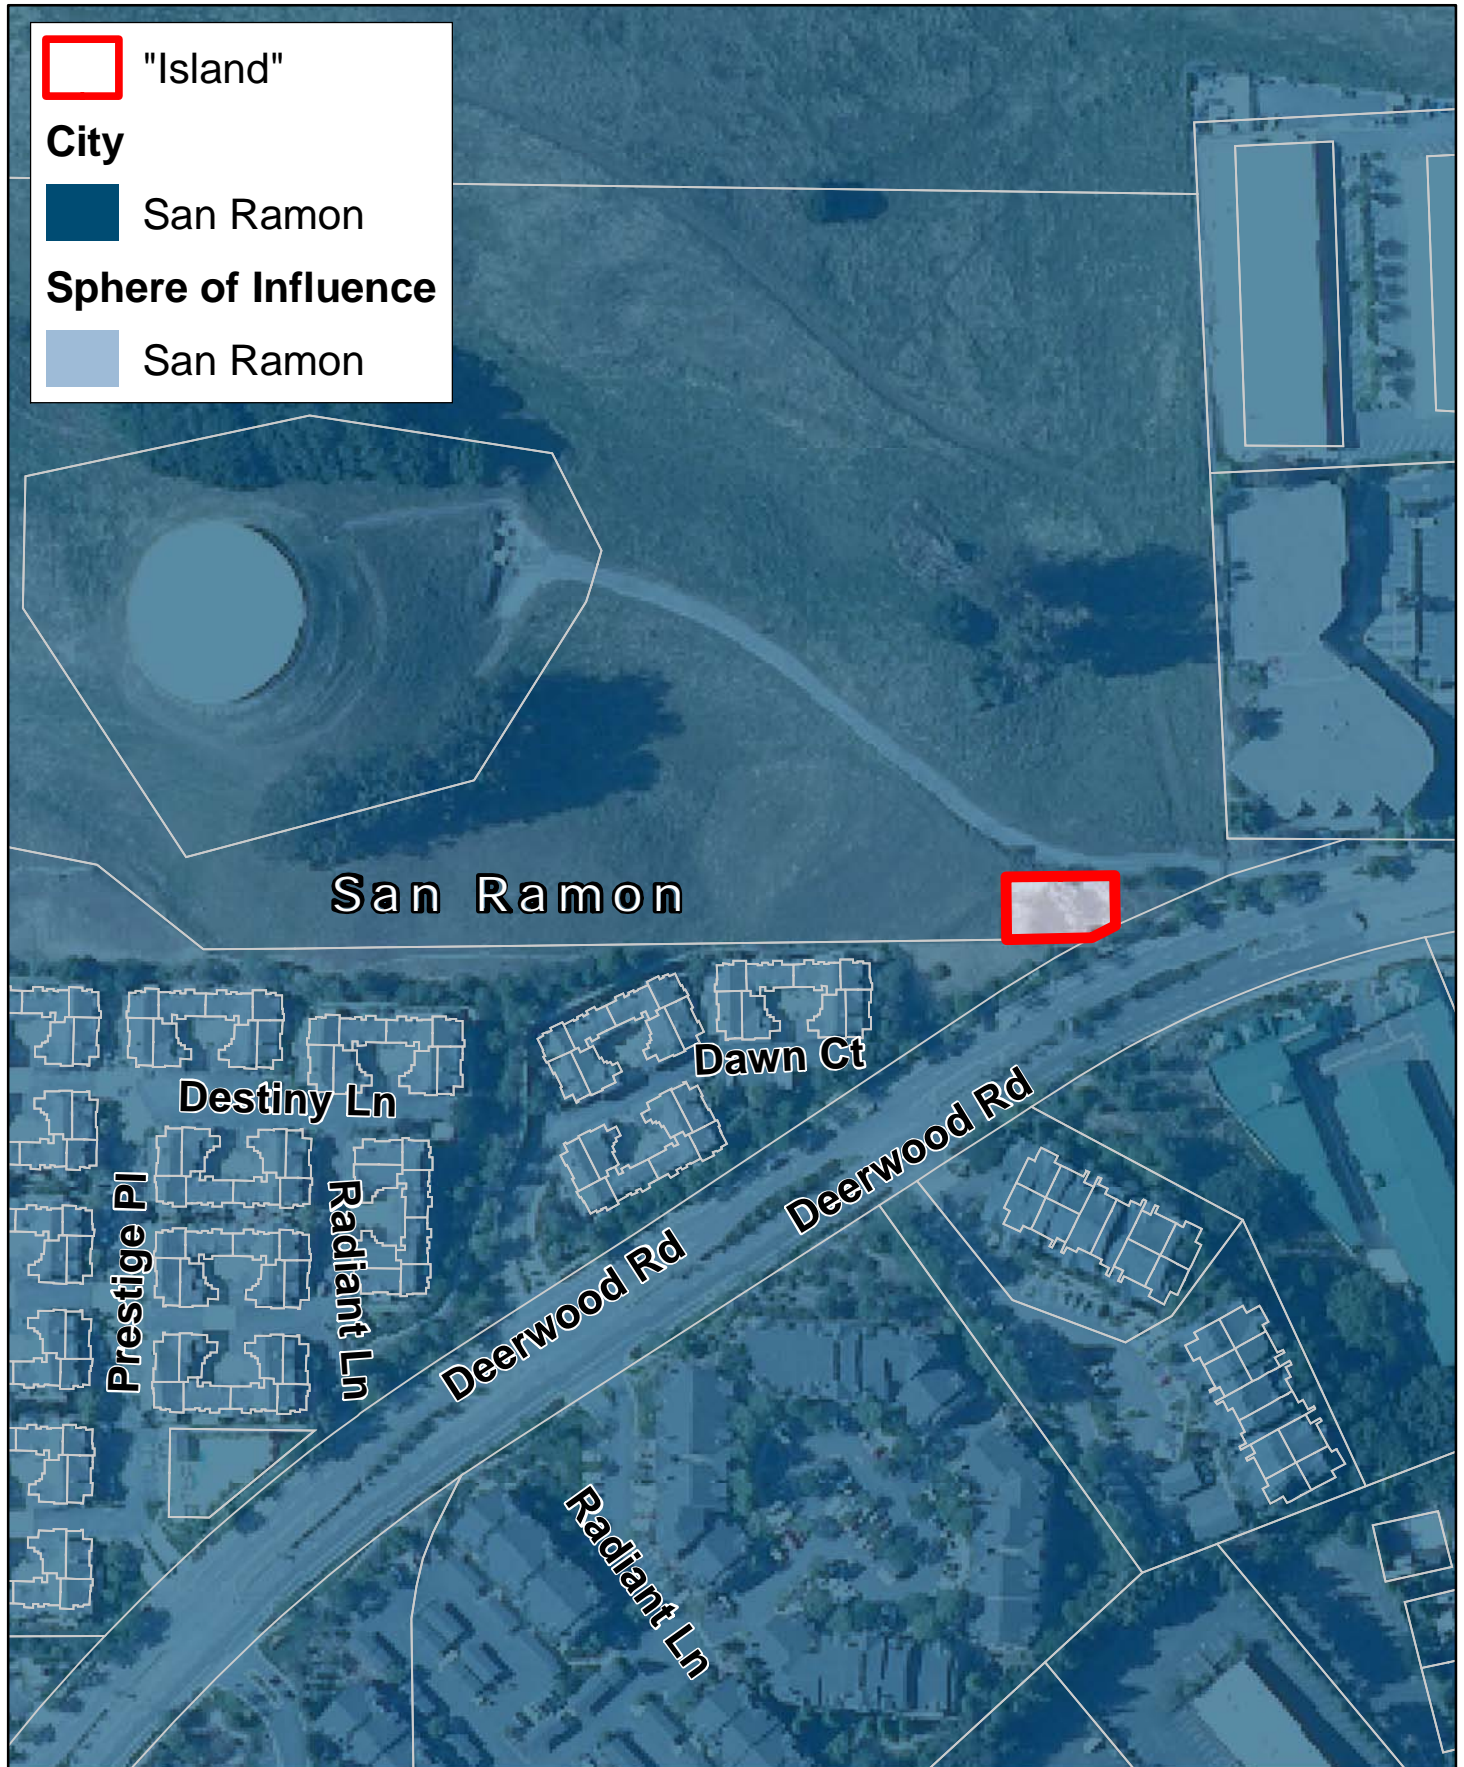 "Island"
City
San Ramon
Sphere of Influence
San Ramon
San Ramon
Dawn Ct
Destiny Ln
Deerwood Rd
Prestige Pl
Radiant Ln
Deerwood Rd
Radiant Ln